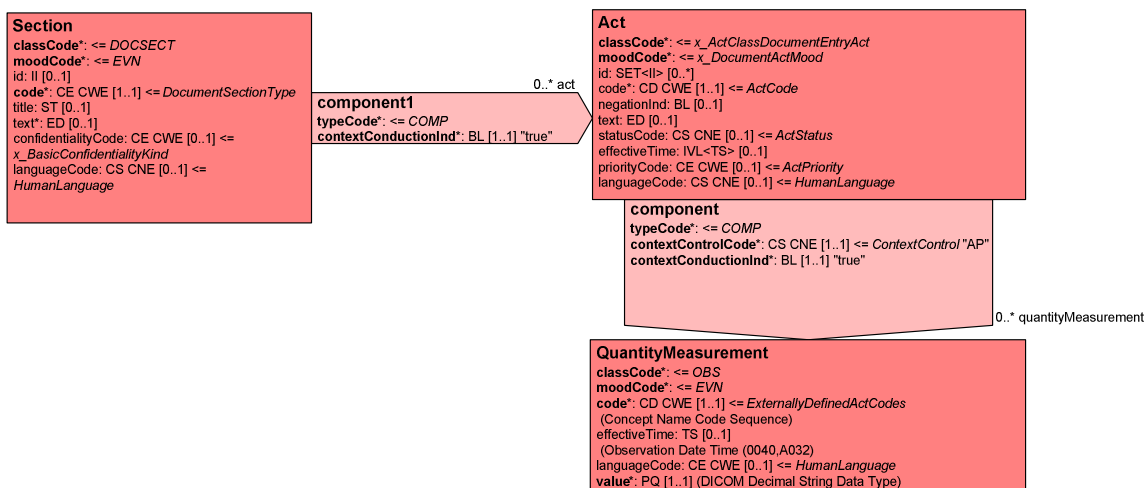 Section
classCode*: <= DOCSECT
moodCode*: <= EVN
id: II [0..1]
code*: CE CWE [1..1] <= DocumentSectionType
title: ST [0..1]
text*: ED [0..1]
confidentialityCode: CE CWE [0..1] <=
x_BasicConfidentialityKind
languageCode: CS CNE [0..1] <=
HumanLanguage
0..* act
component1
typeCode*: <= COMP
contextConductionInd*: BL [1..1] "true"
Act
classCode*: <= x_ActClassDocumentEntryAct
moodCode*: <= x_DocumentActMood
id: SET<II> [0..*]
code*: CD CWE [1..1] <= ActCode
negationInd: BL [0..1]
text: ED [0..1]
statusCode: CS CNE [0..1] <= ActStatus
effectiveTime: IVL<TS> [0..1]
priorityCode: CE CWE [0..1] <= ActPriority
languageCode: CS CNE [0..1] <= HumanLanguage
component
typeCode*: <= COMP
contextControlCode*: CS CNE [1..1] <= ContextControl "AP"
contextConductionInd*: BL [1..1] "true"
0..* quantityMeasurement
QuantityMeasurement
classCode*: <= OBS
moodCode*: <= EVN
code*: CD CWE [1..1] <= ExternallyDefinedActCodes
(Concept Name Code Sequence)
effectiveTime: TS [0..1]
(Observation Date Time (0040,A032)
languageCode: CE CWE [0..1] <= HumanLanguage
value*: PQ [1..1] (DICOM Decimal String Data Type)